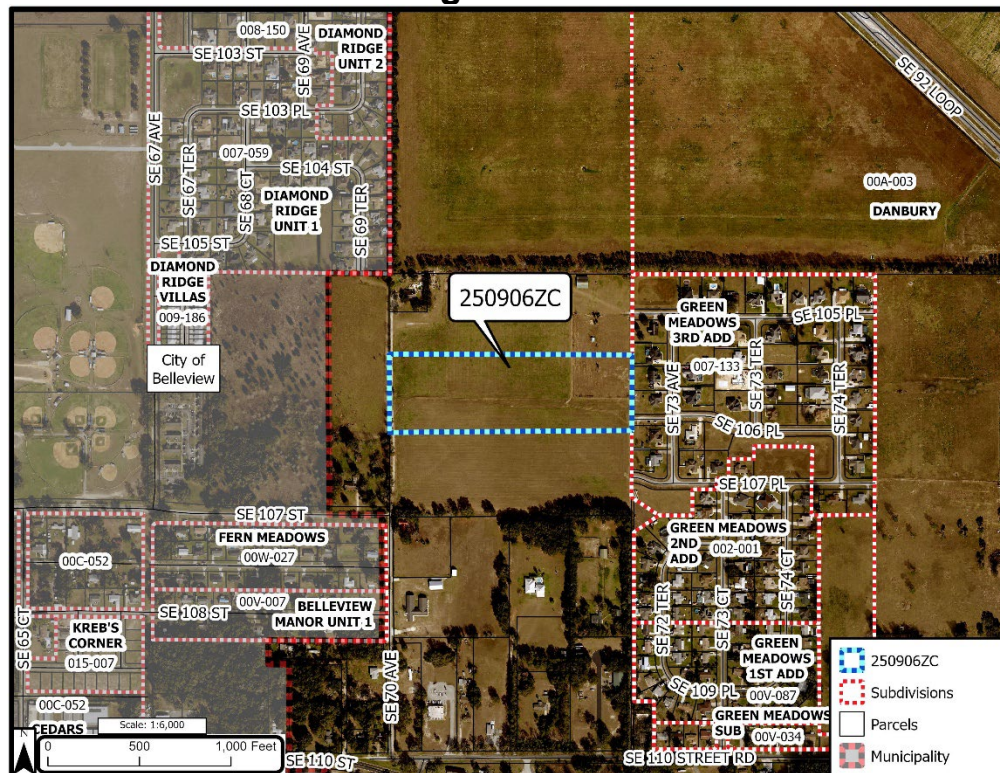 008-150
SE 103 ST
SE 69 AVE
DIAMOND
RIDGE
UNIT 2
SE 92 LOOP
SE 67 AVE
SE 103 PL
SE 67 TER
007-059
SE 68 CT
SE 104 ST
DIAMOND
RIDGE
UNIT 1
SE 69 TER
00A-003
DANBURY
SE 105 ST
DIAMOND
RIDGE
VILLAS
009-186
City of
Belleview
250906ZC
GREEN
MEADOWS
3RD ADD
SE 105 PL
007-133
SE 73 AVE
SE 73 TER
SE 74 TER
SE 106 PL
SE 107 PL
SE 107 ST
FERN MEADOWS
00W-027
00C-052
GREEN MEADOWS
2ND
ADD
002-001
SE 74 CT
SE 108 ST
00V-007
BELLEVIEW
MANOR UNIT 1
SE 65 CT
KREB'S
CORNER
015-007
SE 72 TER
SE 73 CT
GREEN
MEADOWS
1ST ADD
00V-087
SE 109 PL
SE 70 AVE
00C-052
CEDARS
GREEN MEADOWS
SUB
00V-034
SE 110 ST
SE 110 STREET RD
N
Scale: 1:6,000
0 500 1,000 Feet
250906ZC
Subdivisions
Parcels
Municipality